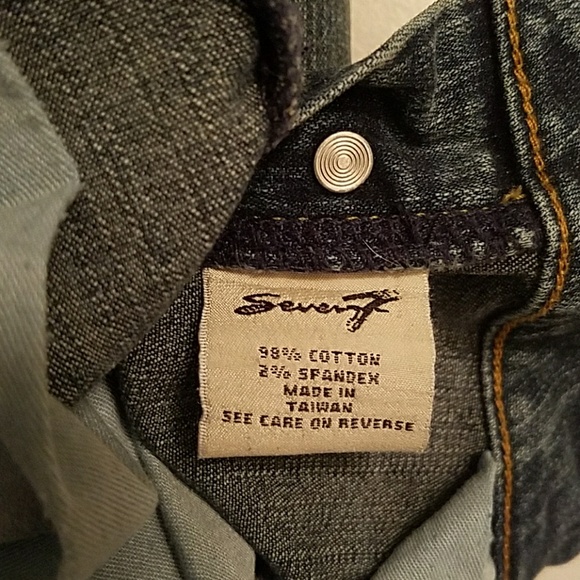 Seven7
98% COTTON
2% SPANDEX
MADE IN
TAIWAN
SEE CARE ON REVERSE